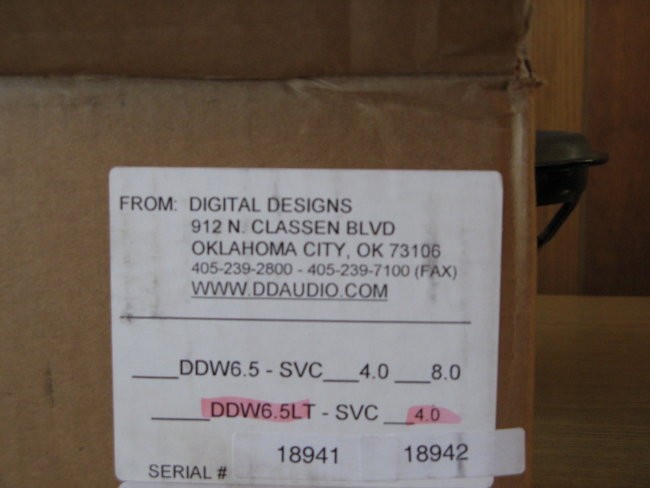 FROM: DIGITAL DESIGNS
912 N. CLASSEN BLVD
OKLAHOMA CITY, OK 73106
405-239-2800 - 405-239-7100 (FAX)
WWW.DDAUDIO.COM
____DDW6.5 - SVC___4.0 ___8.0
_____DDW6.5LT - SVC ___4.0
18941 18942
SERIAL #